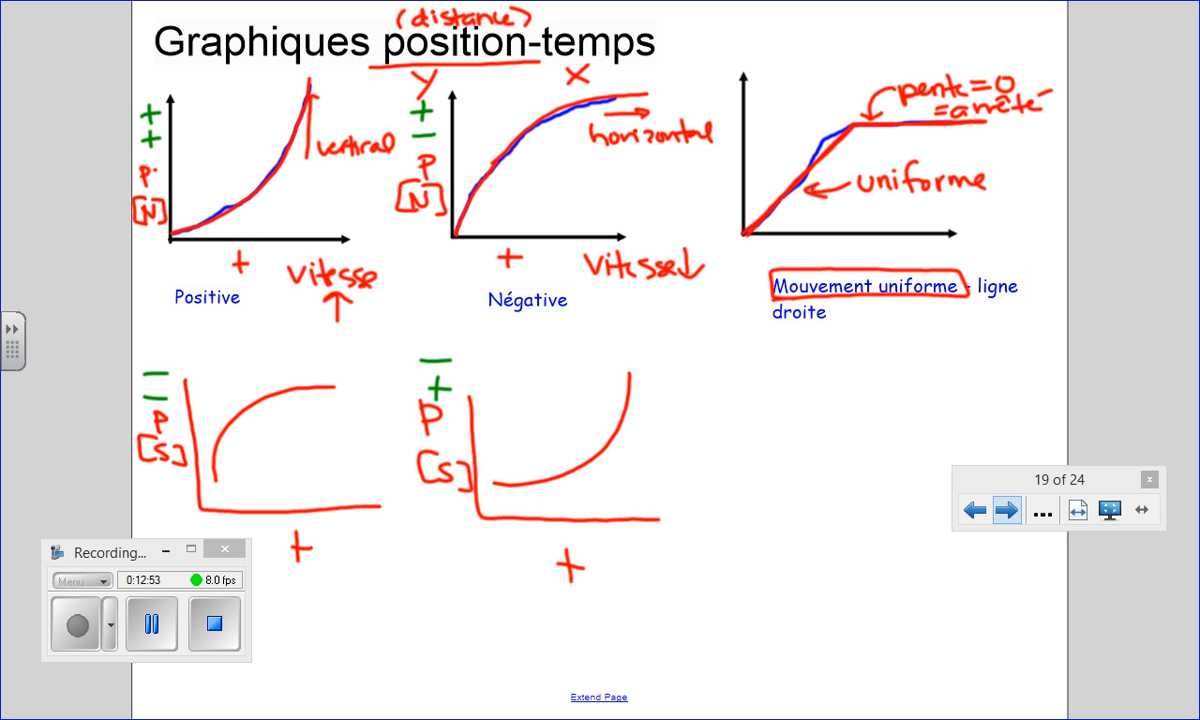 (distance)
Graphiques position-temps
Y
X
+
+
P.
[N]
vertical
+
Vitesse
↑
Positive
+
−
P
[N]
horizontal
→
+
Vitesse↓
Négative
pente=0
=arrêté
uniforme
Mouvement uniforme - ligne
droite
−
−
P
[S]
+
−
+
P
[S]
+
19 of 24
x
...
Recording...
Menu
0:12:53
8.0 fps
Extend Page